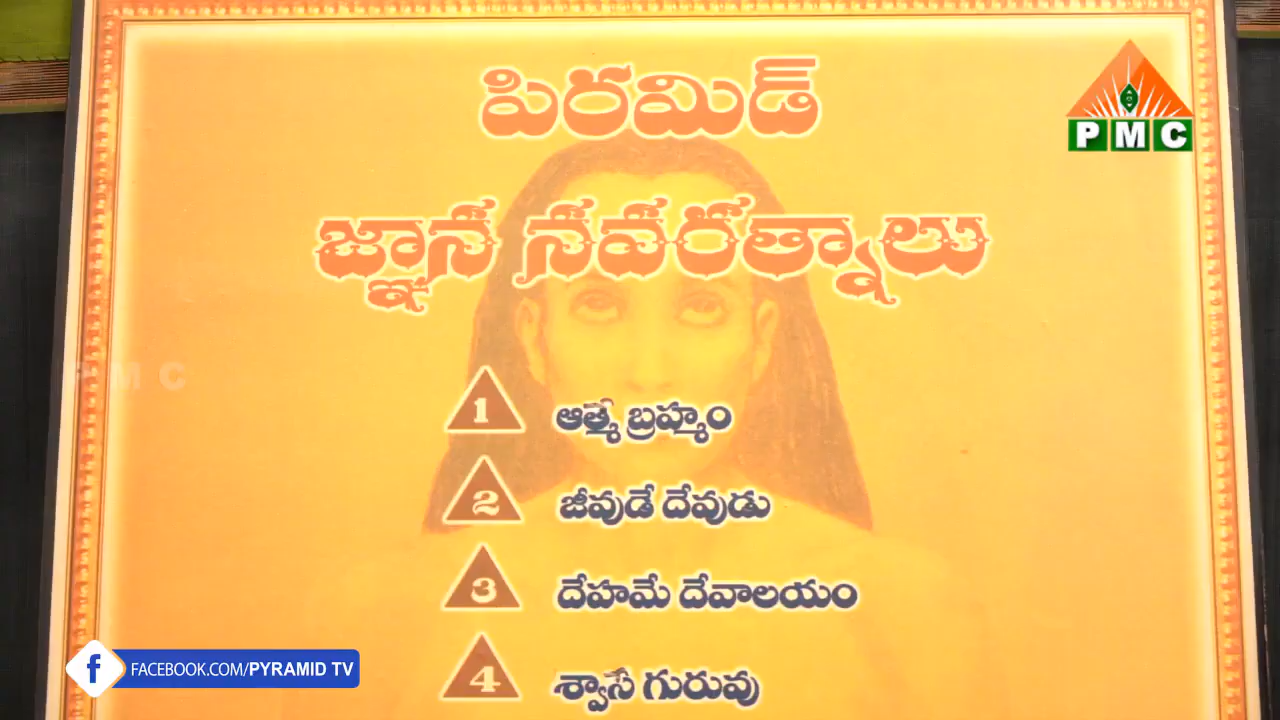 పిరమిడ్
PMC
జ్ఞాన నవరత్నాలు
P M C
1 ఆత్మే బ్రహ్మం
2 జీవుడే దేవుడు
3 దేహమే దేవాలయం
4 శ్వాసే గురువు
f FACEBOOK.COM/PYRAMID TV